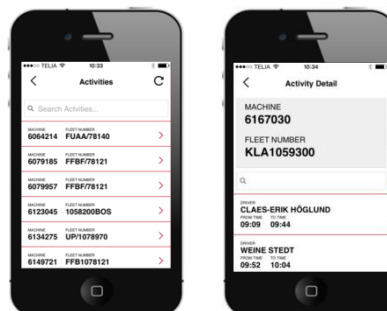 TELIA 10:33
Activities
Search Activities...
MACHINE FLEET NUMBER
6064214 FUAA/78140
MACHINE FLEET NUMBER
6079185 FFBF/78121
MACHINE FLEET NUMBER
6079957 FFBF/78121
MACHINE FLEET NUMBER
6123045 1058200BOS
MACHINE FLEET NUMBER
6134275 UP/1078970
MACHINE FLEET NUMBER
6149721 FFB1078121
TELIA 10:34
Activity Detail
MACHINE
6167030
FLEET NUMBER
KLA1059300
DRIVER
CLAES-ERIK HÖGLUND
FROM TIME TO TIME
09:09 09:44
DRIVER
WEINE STEDT
FROM TIME TO TIME
09:52 10:04